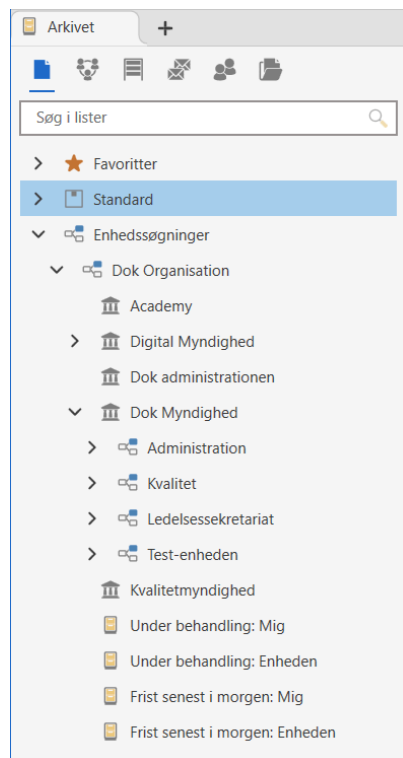 Arkivet
Søg i lister
Favoritter
Standard
Enhedssøgninger
Dok Organisation
Academy
Digital Myndighed
Dok administrationen
Dok Myndighed
Administration
Kvalitet
Ledelsessekretariat
Test-enheden
Kvalitetmyndighed
Under behandling: Mig
Under behandling: Enheden
Frist senest i morgen: Mig
Frist senest i morgen: Enheden